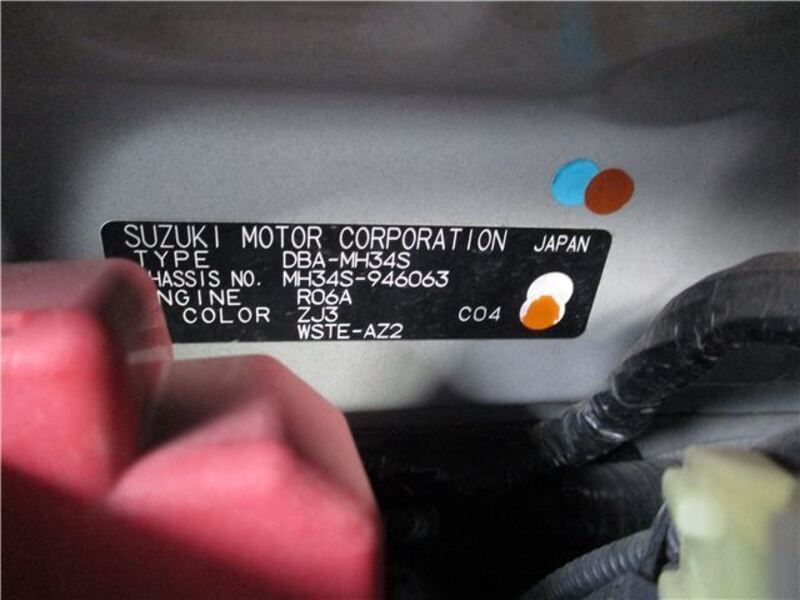 SUZUKI MOTOR CORPORATION JAPAN
TYPE DBA-MH34S
HASSIS NO. MH34S-946063
NGINE R06A
COLOR ZJ3 C04
WSTE-AZ2